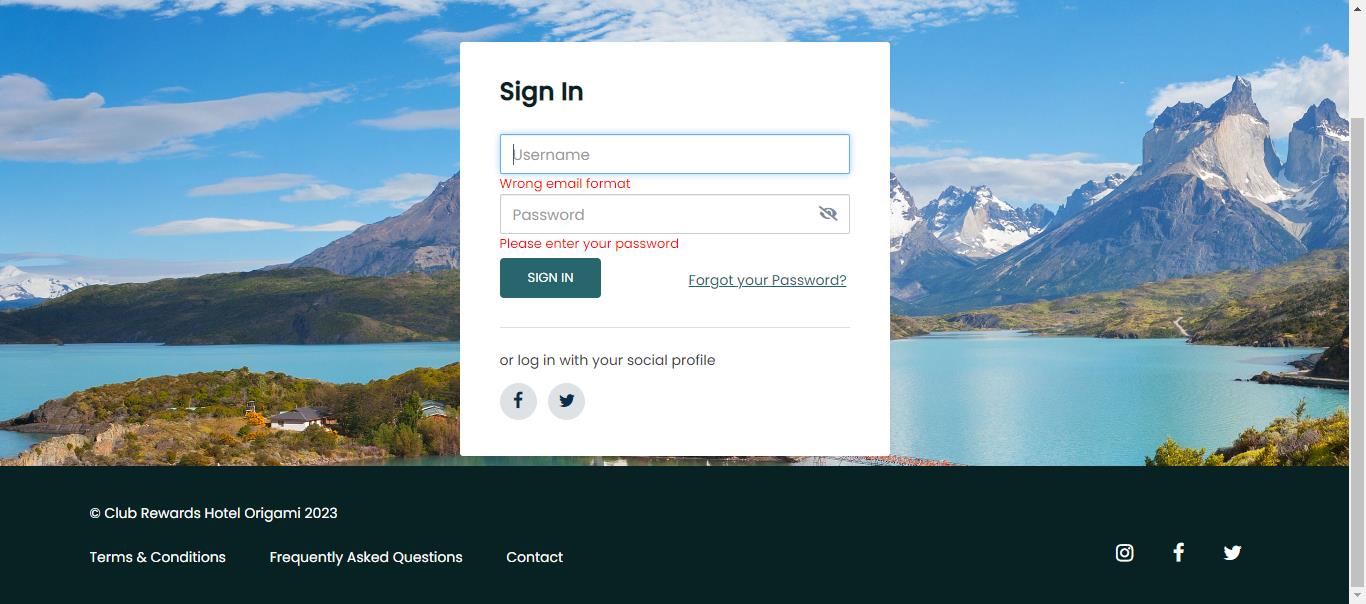 Sign In
Username
Wrong email format
Password
Please enter your password
SIGN IN
Forgot your Password?
or log in with your social profile
© Club Rewards Hotel Origami 2023
Terms & Conditions Frequently Asked Questions Contact